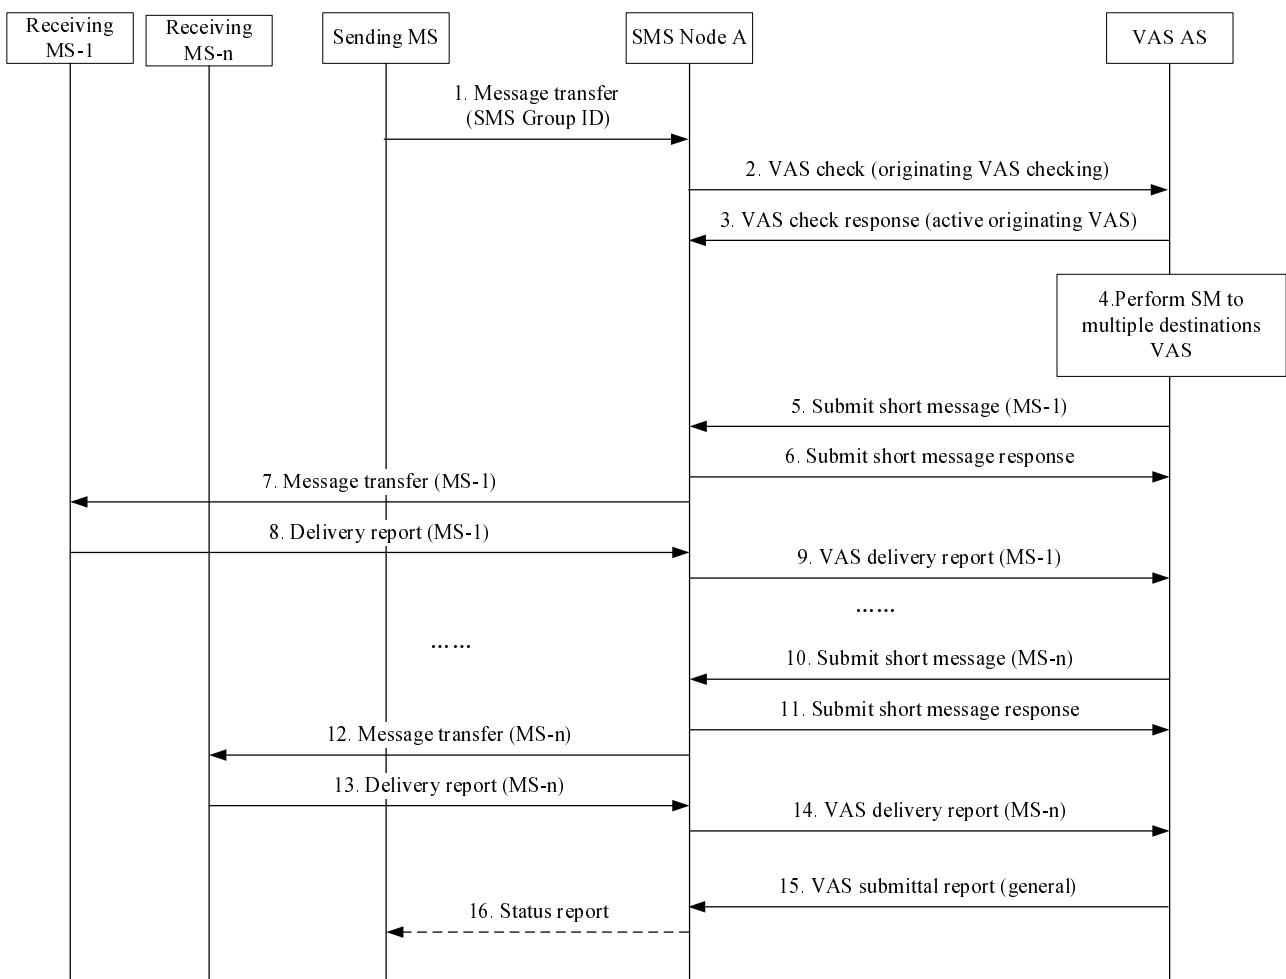 Receiving
MS-1
Receiving
MS-n
Sending MS
SMS Node A
VAS AS
1. Message transfer
(SMS Group ID)
2. VAS check (originating VAS checking)
3. VAS check response (active originating VAS)
4.Perform SM to
multiple destinations
VAS
5. Submit short message (MS-1)
6. Submit short message response
7. Message transfer (MS-1)
8. Delivery report (MS-1)
9. VAS delivery report (MS-1)
……
……
10. Submit short message (MS-n)
11. Submit short message response
12. Message transfer (MS-n)
13. Delivery report (MS-n)
14. VAS delivery report (MS-n)
15. VAS submittal report (general)
16. Status report